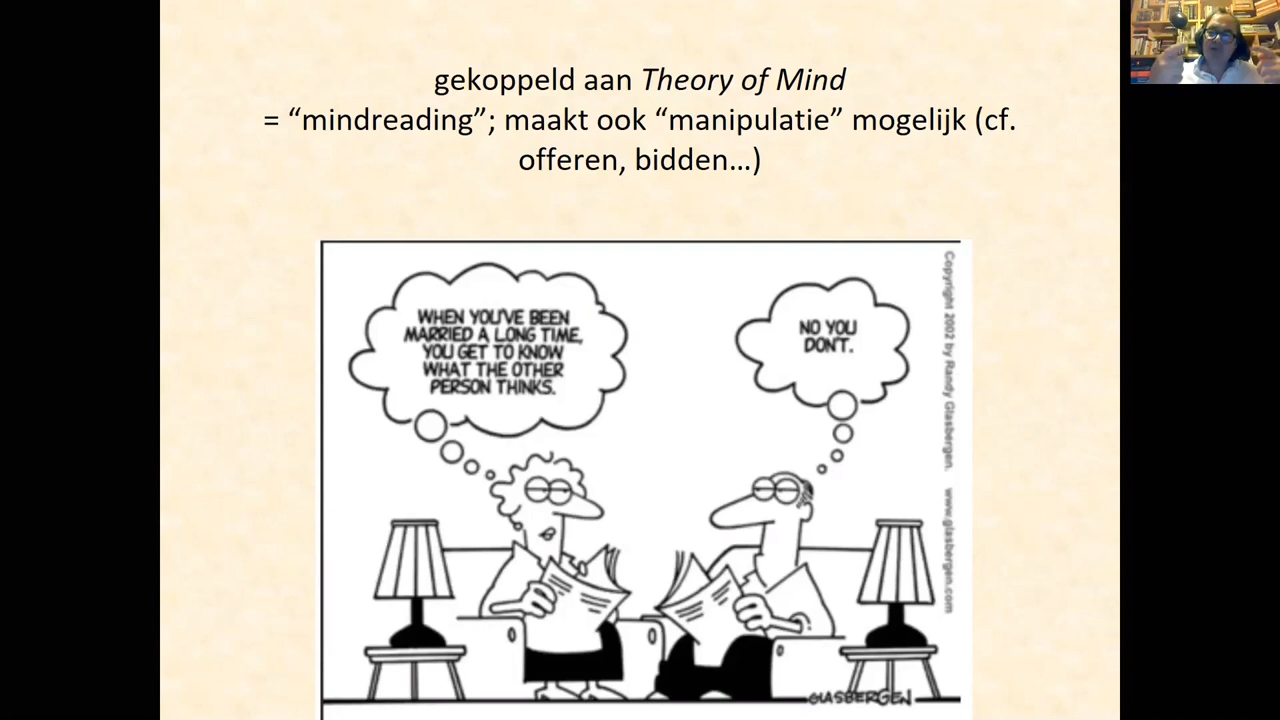 gekoppeld aan Theory of Mind
= “mindreading”; maakt ook “manipulatie” mogelijk (cf.
offeren, bidden…)
WHEN YOU'VE BEEN
MARRIED A LONG TIME,
YOU GET TO KNOW
WHAT THE OTHER
PERSON THINKS.
NO YOU
DON'T.
Copyright 2002 by Randy Glasbergen. www.glasbergen.com
GLASBERGEN